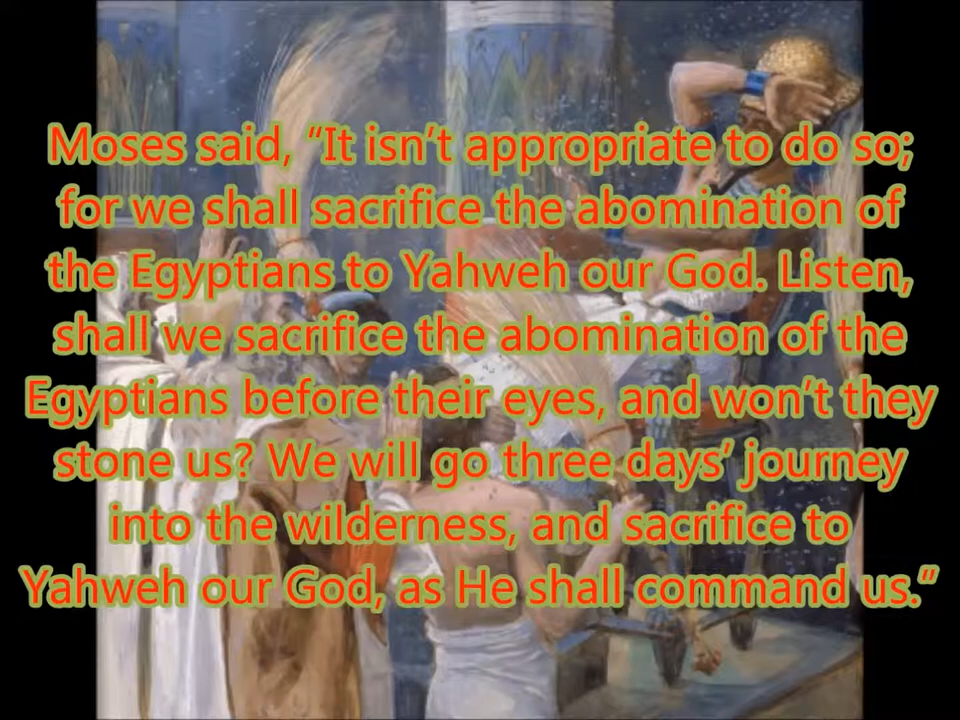 Moses said, “It isn’t appropriate to do so;
for we shall sacrifice the abomination of
the Egyptians to Yahweh our God. Listen,
shall we sacrifice the abomination of the
Egyptians before their eyes, and won’t they
stone us? We will go three days’ journey
into the wilderness, and sacrifice to
Yahweh our God, as He shall command us.”